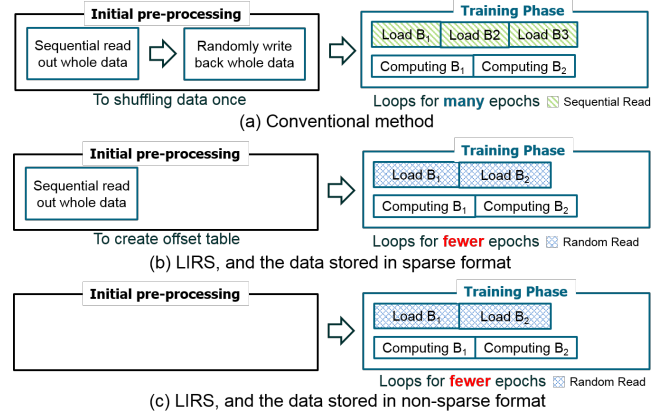 Initial pre-processing
Sequential read
out whole data
Randomly write
back whole data
To shuffling data once
Training Phase
Load B1 Load B2 Load B3
Computing B1 Computing B2
Loops for many epochs Sequential Read
(a) Conventional method
Initial pre-processing
Sequential read
out whole data
To create offset table
Training Phase
Load B1 Load B2
Computing B1 Computing B2
Loops for fewer epochs Random Read
(b) LIRS, and the data stored in sparse format
Initial pre-processing
Training Phase
Load B1 Load B2
Computing B1 Computing B2
Loops for fewer epochs Random Read
(c) LIRS, and the data stored in non-sparse format